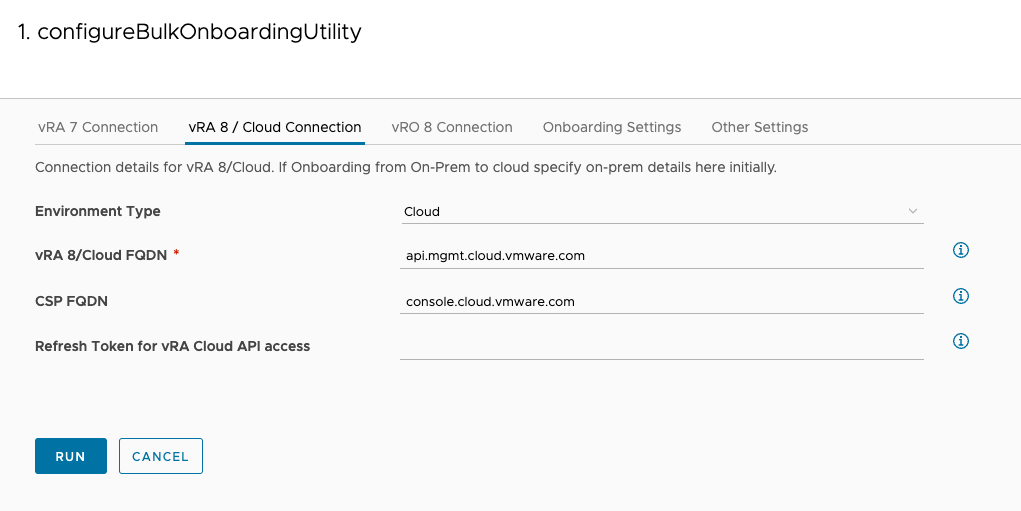 1. configureBulkOnboardingUtility
vRA 7 Connection vRA 8 / Cloud Connection vRO 8 Connection Onboarding Settings Other Settings
Connection details for vRA 8/Cloud. If Onboarding from On-Prem to cloud specify on-prem details here initially.
Environment Type Cloud
vRA 8/Cloud FQDN * api.mgmt.cloud.vmware.com
CSP FQDN console.cloud.vmware.com
Refresh Token for vRA Cloud API access
RUN CANCEL